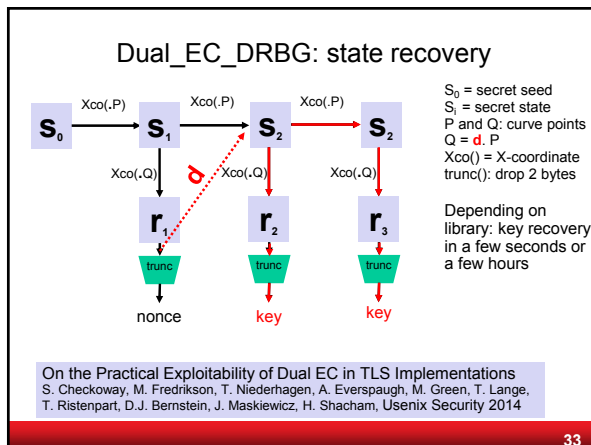 Dual_EC_DRBG: state recovery
Xco(.P) Xco(.P) Xco(.P)
S0 S1 S2 S2
Xco(.Q) d Xco(.Q) Xco(.Q)
r1 r2 r3
trunc trunc trunc
nonce key key
S0 = secret seed
Si = secret state
P and Q: curve points
Q = d. P
Xco() = X-coordinate
trunc(): drop 2 bytes
Depending on
library: key recovery
in a few seconds or
a few hours
On the Practical Exploitability of Dual EC in TLS Implementations
S. Checkoway, M. Fredrikson, T. Niederhagen, A. Everspaugh, M. Green, T. Lange,
T. Ristenpart, D.J. Bernstein, J. Maskiewicz, H. Shacham, Usenix Security 2014
33